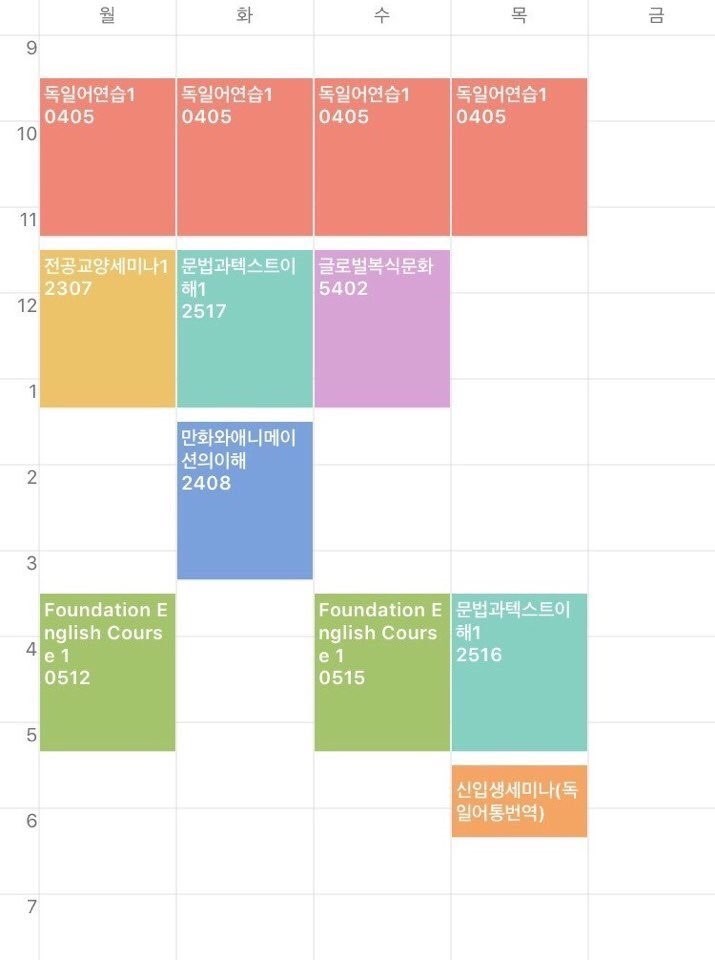 월 화 수 목 금
9
독일어연습1
0405
독일어연습1
0405
독일어연습1
0405
독일어연습1
0405
10
11
전공교양세미나1
2307
문법과텍스트이
해1
2517
글로벌복식문화
5402
12
1
만화와애니메이
션의이해
2408
2
3
Foundation E
nglish Cours
e 1
0512
Foundation E
nglish Cours
e 1
0515
문법과텍스트이
해1
2516
4
5
신입생세미나(독
일어통번역)
6
7